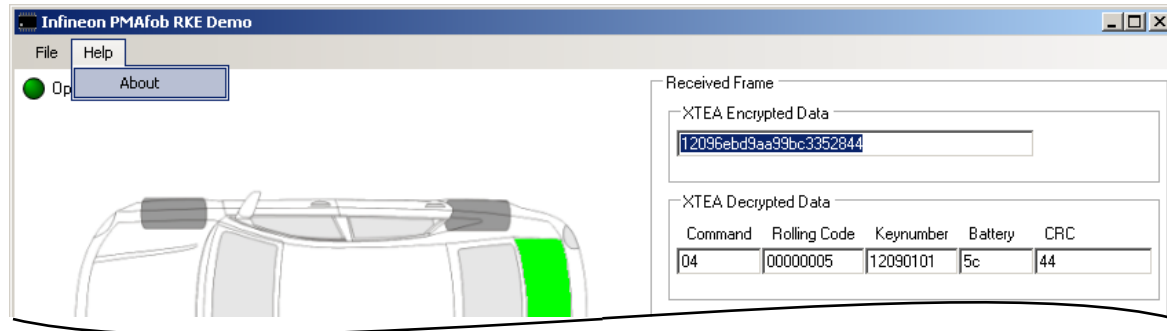 Infineon PMAfob RKE Demo
File Help
About
Op
Received Frame
XTEA Encrypted Data
12096ebd9aa99bc3352844
XTEA Decrypted Data
Command Rolling Code Keynumber Battery CRC
04 00000005 12090101 5c 44